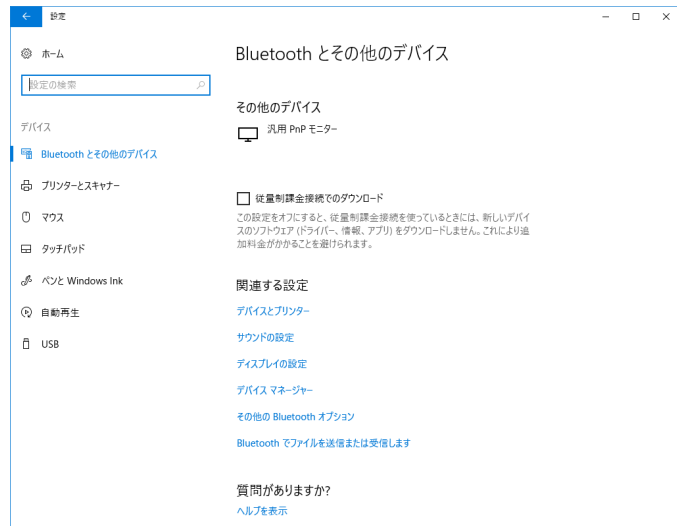 設定
ホーム
設定の検索
デバイス
Bluetooth とその他のデバイス
プリンターとスキャナー
マウス
タッチパッド
ペンと Windows Ink
自動再生
USB
Bluetooth とその他のデバイス
その他のデバイス
汎用 PnP モニター
従量制課金接続でのダウンロード
この設定をオフにすると、従量制課金接続を使っているときには、新しいデバイ
スのソフトウェア (ドライバー、情報、アプリ) をダウンロードしません。これにより追
加料金がかかることを避けられます。
関連する設定
デバイスとプリンター
サウンドの設定
ディスプレイの設定
デバイス マネージャー
その他の Bluetooth オプション
Bluetooth でファイルを送信または受信します
質問がありますか?
ヘルプを表示